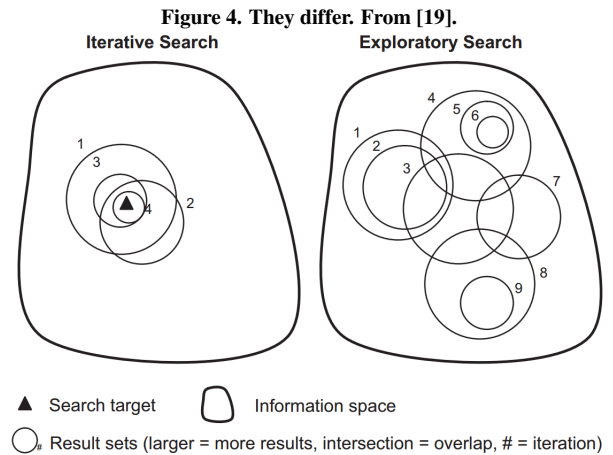 Figure 4. They differ. From [19].
Iterative Search
Exploratory Search
1
3
2
4
1
2
3
4
5
6
7
8
9
Search target
Information space
# Result sets (larger = more results, intersection = overlap, # = iteration)